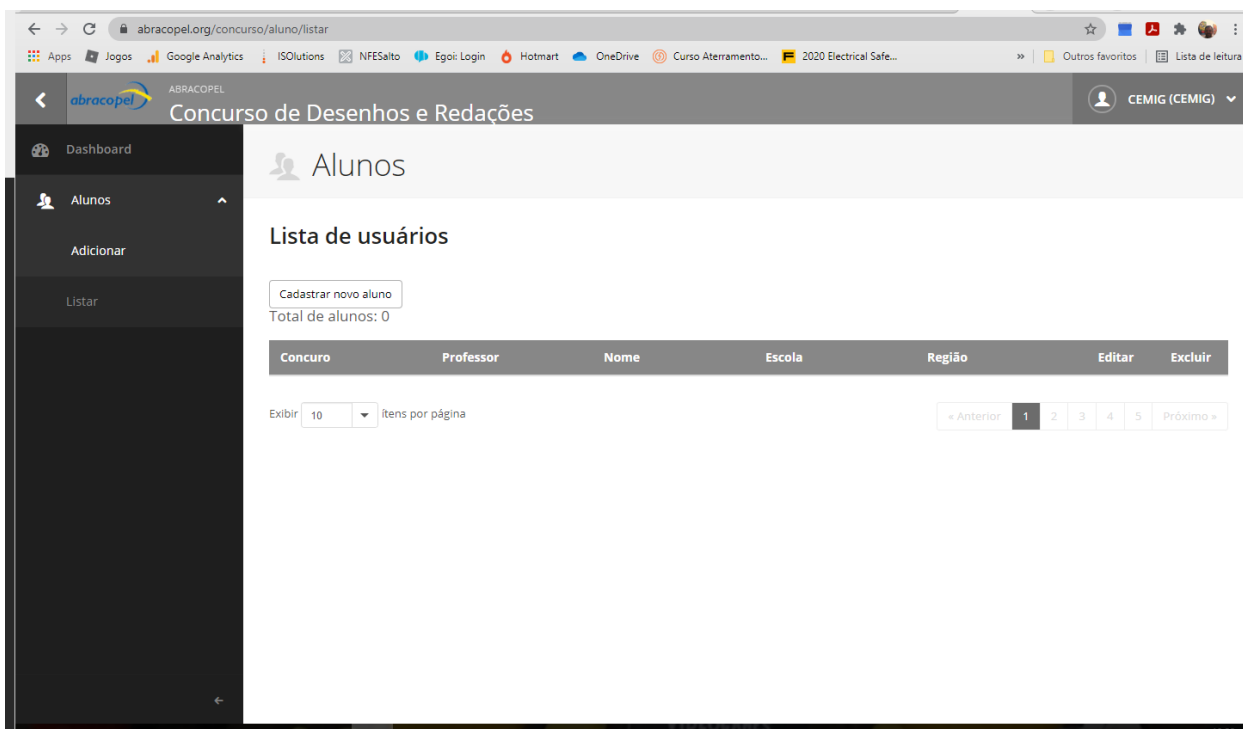 abracopel.org/concurso/aluno/listar
Apps Jogos Google Analytics ISOlutions NFESalto Egoi: Login Hotmart OneDrive Curso Aterramento... 2020 Electrical Safe... » Outros favoritos Lista de leitura
abracopel ABRACOPEL
Concurso de Desenhos e Redações
CEMIG (CEMIG)
Dashboard
Alunos
Adicionar
Listar
Alunos
Lista de usuários
Cadastrar novo aluno
Total de alunos: 0
Concuro Professor Nome Escola Região Editar Excluir
Exibir 10 ítens por página
« Anterior 1 2 3 4 5 Próximo »